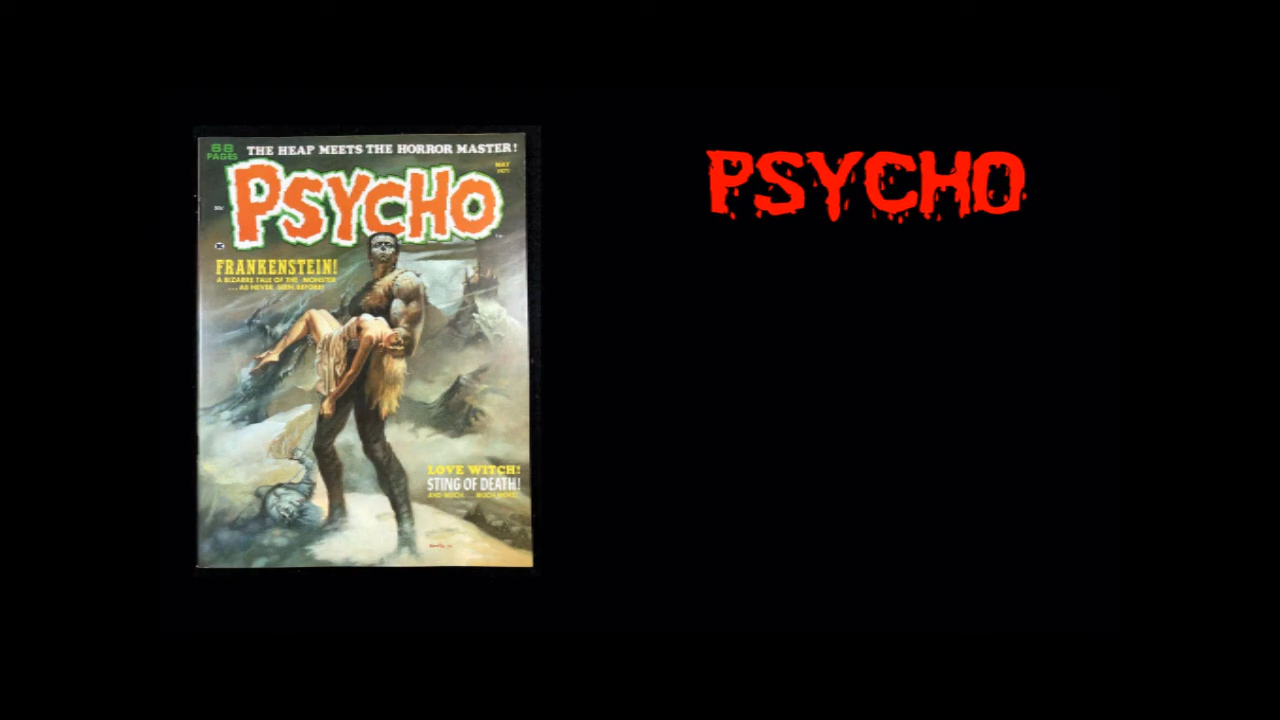 68
PAGES
THE HEAP MEETS THE HORROR MASTER!
MAY
1971
PSYCHO
FRANKENSTEIN!
A BIZARRE TALE OF THE MONSTER
...AS NEVER SEEN BEFORE!
LOVE WITCH!
STING OF DEATH!
AND MUCH... MUCH MORE!
PSYCHO